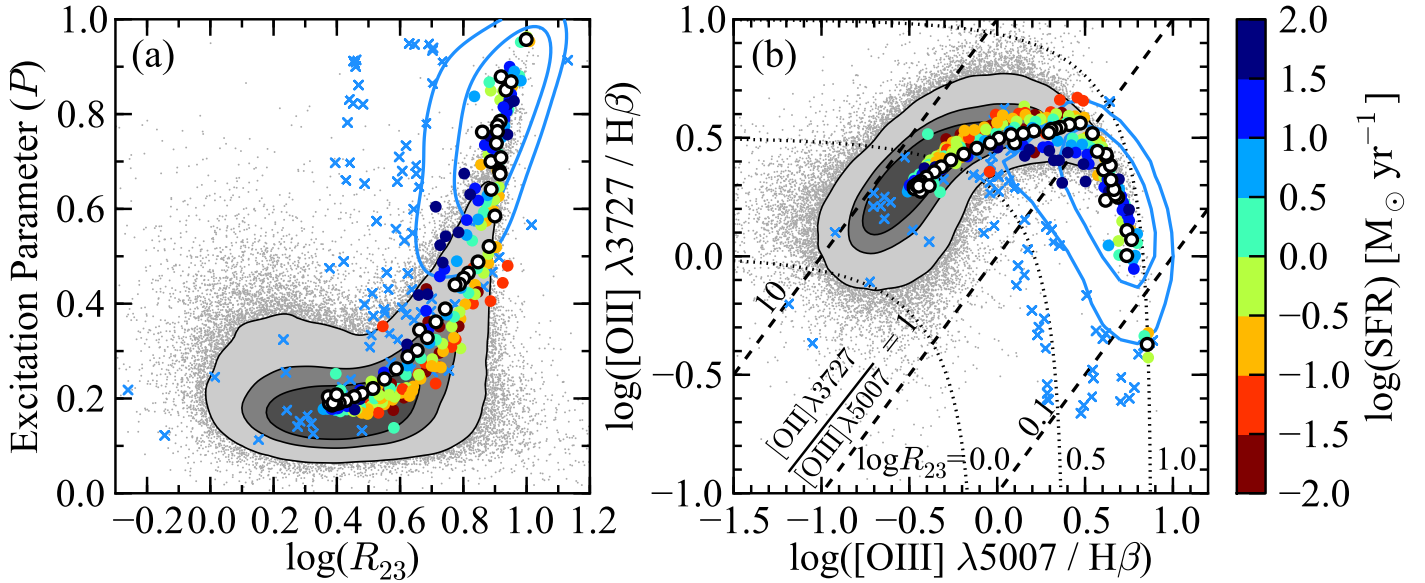 (a)
Excitation Parameter (P)
1.0
0.8
0.6
0.4
0.2
0.0
−0.2 0.0 0.2 0.4 0.6 0.8 1.0 1.2
log(R₂₃)
(b)
log([OII] λ3727 / Hβ)
1.0
0.5
0.0
−0.5
−1.0
10
[OII]λ3727
[OIII]λ5007
= 1
0.1
logR₂₃=0.0 0.5 1.0
−1.5 −1.0 −0.5 0.0 0.5 1.0
log([OIII] λ5007 / Hβ)
2.0
1.5
1.0
0.5
0.0
−0.5
−1.0
−1.5
−2.0
log(SFR) [M⊙ yr⁻¹]